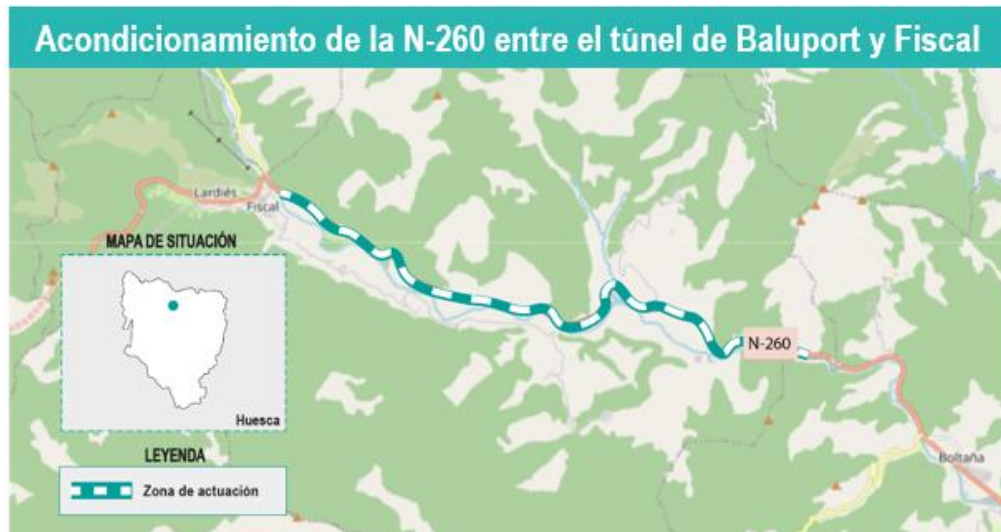 Acondicionamiento de la N-260 entre el túnel de Baluport y Fiscal
Lardiés
Fiscal
MAPA DE SITUACIÓN
Huesca
N-260
Boltaña
LEYENDA
Zona de actuación